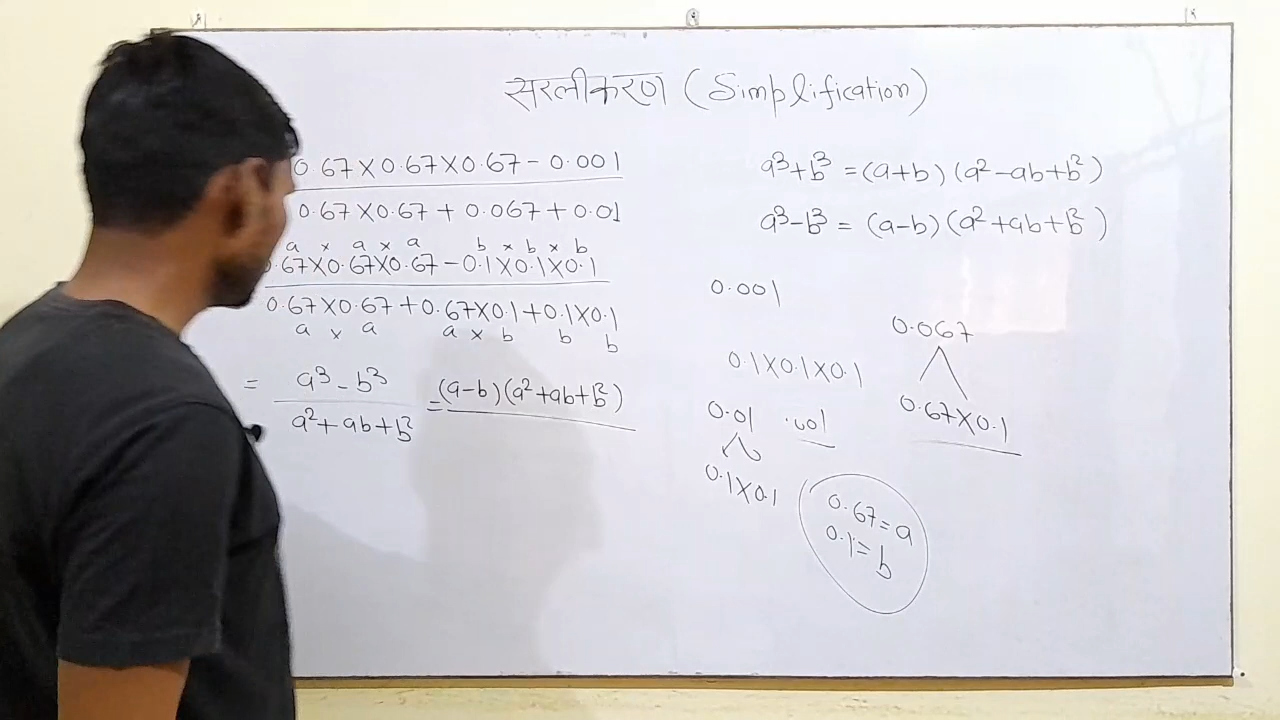 सरलीकरण (Simplification)
0.67×0.67×0.67-0.001
0.67×0.67+0.067+0.01
a × a × a b × b × b
.67×0.67×0.67-0.1×0.1×0.1
0.67×0.67+0.67×0.1+0.1×0.1
a × a a × b b b
= a³-b³ = (a-b)(a²+ab+b²)
a²+ab+b²
a³+b³=(a+b)(a²-ab+b²)
a³-b³=(a-b)(a²+ab+b²)
0.001
0.067
0.1×0.1×0.1
0.67×0.1
0.01 .001
0.1×0.1
0.67=a
0.1=b